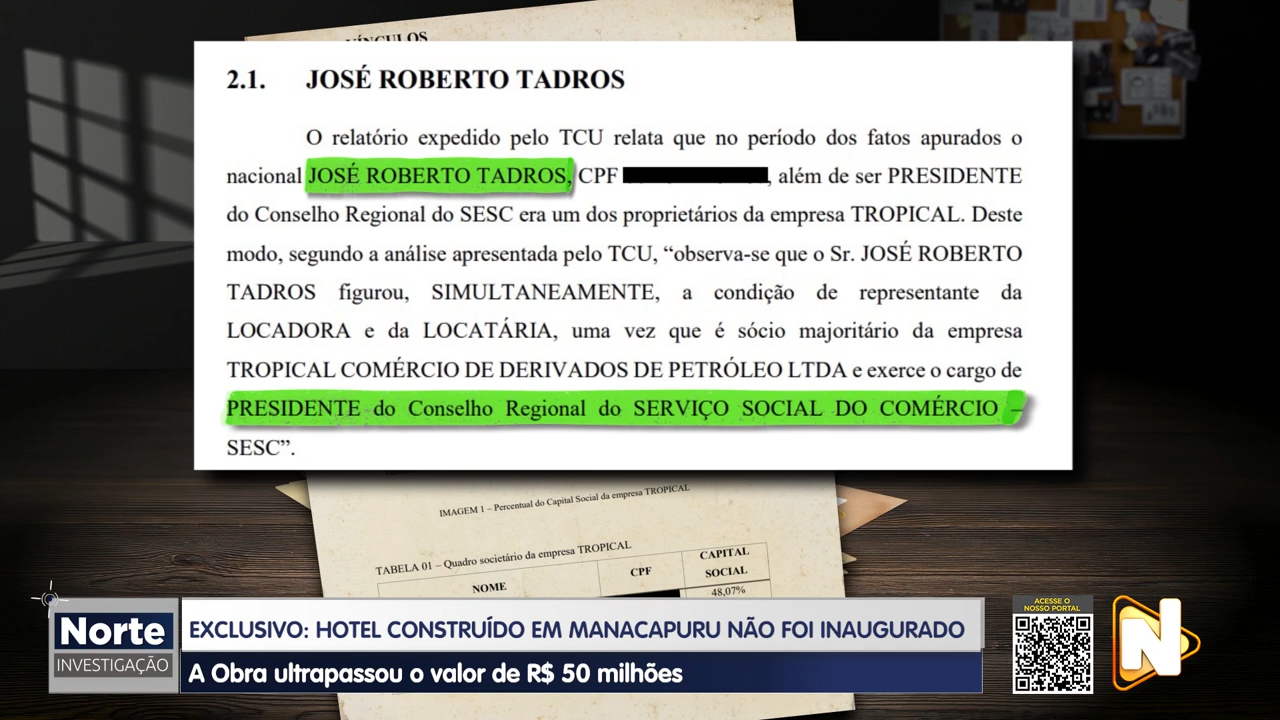 VÍNCULOS
2.1. JOSÉ ROBERTO TADROS
O relatório expedido pelo TCU relata que no período dos fatos apurados o
nacional JOSÉ ROBERTO TADROS, CPF , além de ser PRESIDENTE
do Conselho Regional do SESC era um dos proprietários da empresa TROPICAL. Deste
modo, segundo a análise apresentada pelo TCU, “observa-se que o Sr. JOSÉ ROBERTO
TADROS figurou, SIMULTANEAMENTE, a condição de representante da
LOCADORA e da LOCATÁRIA, uma vez que é sócio majoritário da empresa
TROPICAL COMÉRCIO DE DERIVADOS DE PETRÓLEO LTDA e exerce o cargo de
PRESIDENTE do Conselho Regional do SERVIÇO SOCIAL DO COMÉRCIO –
SESC”.
IMAGEM 1 – Percentual do Capital Social da empresa TROPICAL
TABELA 01 – Quadro societário da empresa TROPICAL
NOME CPF CAPITAL SOCIAL
48,07%
Norte
INVESTIGAÇÃO
EXCLUSIVO: HOTEL CONSTRUÍDO EM MANACAPURU NÃO FOI INAUGURADO
A Obra ultrapassou o valor de R$ 50 milhões
ACESSE O
NOSSO PORTAL
N